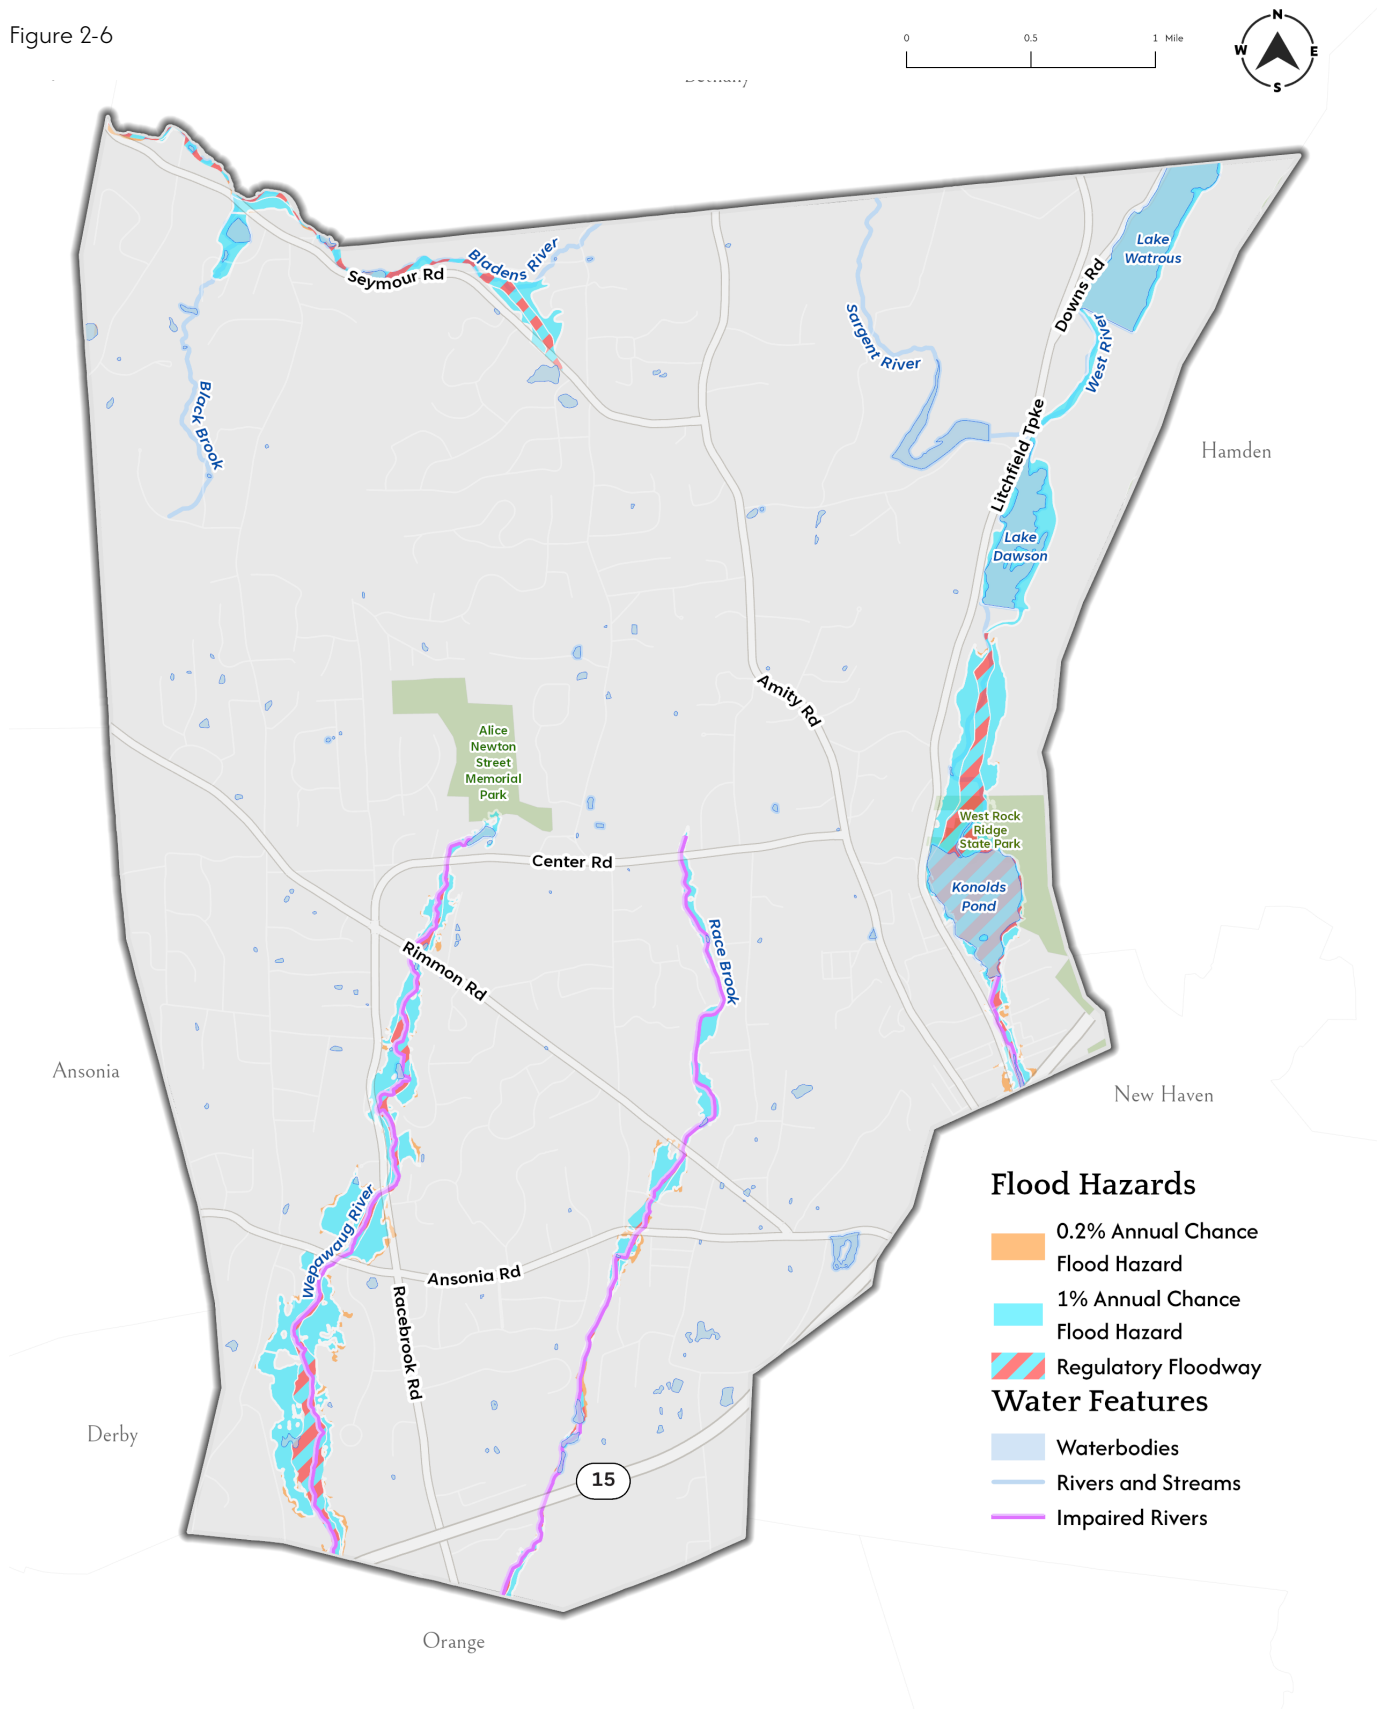 Figure 2-6
0 0.5 1 Mile
N
W E
S
Bethany
Lake
Watrous
Bladens River
Seymour Rd
Downs Rd
West River
Sargent River
Black Brook
Litchfield Tpke
Hamden
Lake
Dawson
Amity Rd
Alice
Newton
Street
Memorial
Park
West Rock
Ridge
State Park
Center Rd
Konolds
Pond
Race Brook
Rimmon Rd
Ansonia
New Haven
Wepawaug River
Ansonia Rd
Racebrook Rd
Derby
15
Orange
Flood Hazards
0.2% Annual Chance
Flood Hazard
1% Annual Chance
Flood Hazard
Regulatory Floodway
Water Features
Waterbodies
Rivers and Streams
Impaired Rivers